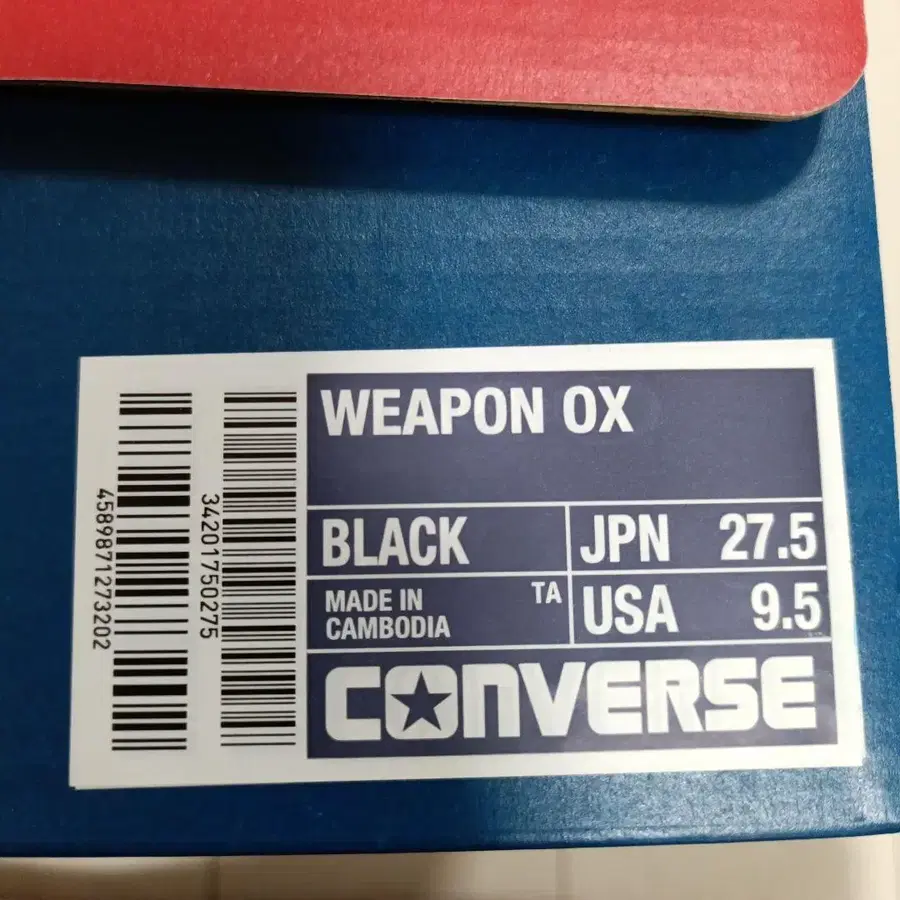 WEAPON OX
BLACK
JPN 27.5
MADE IN
CAMBODIA
TA
USA 9.5
CONVERSE
4589871273202
34201750275